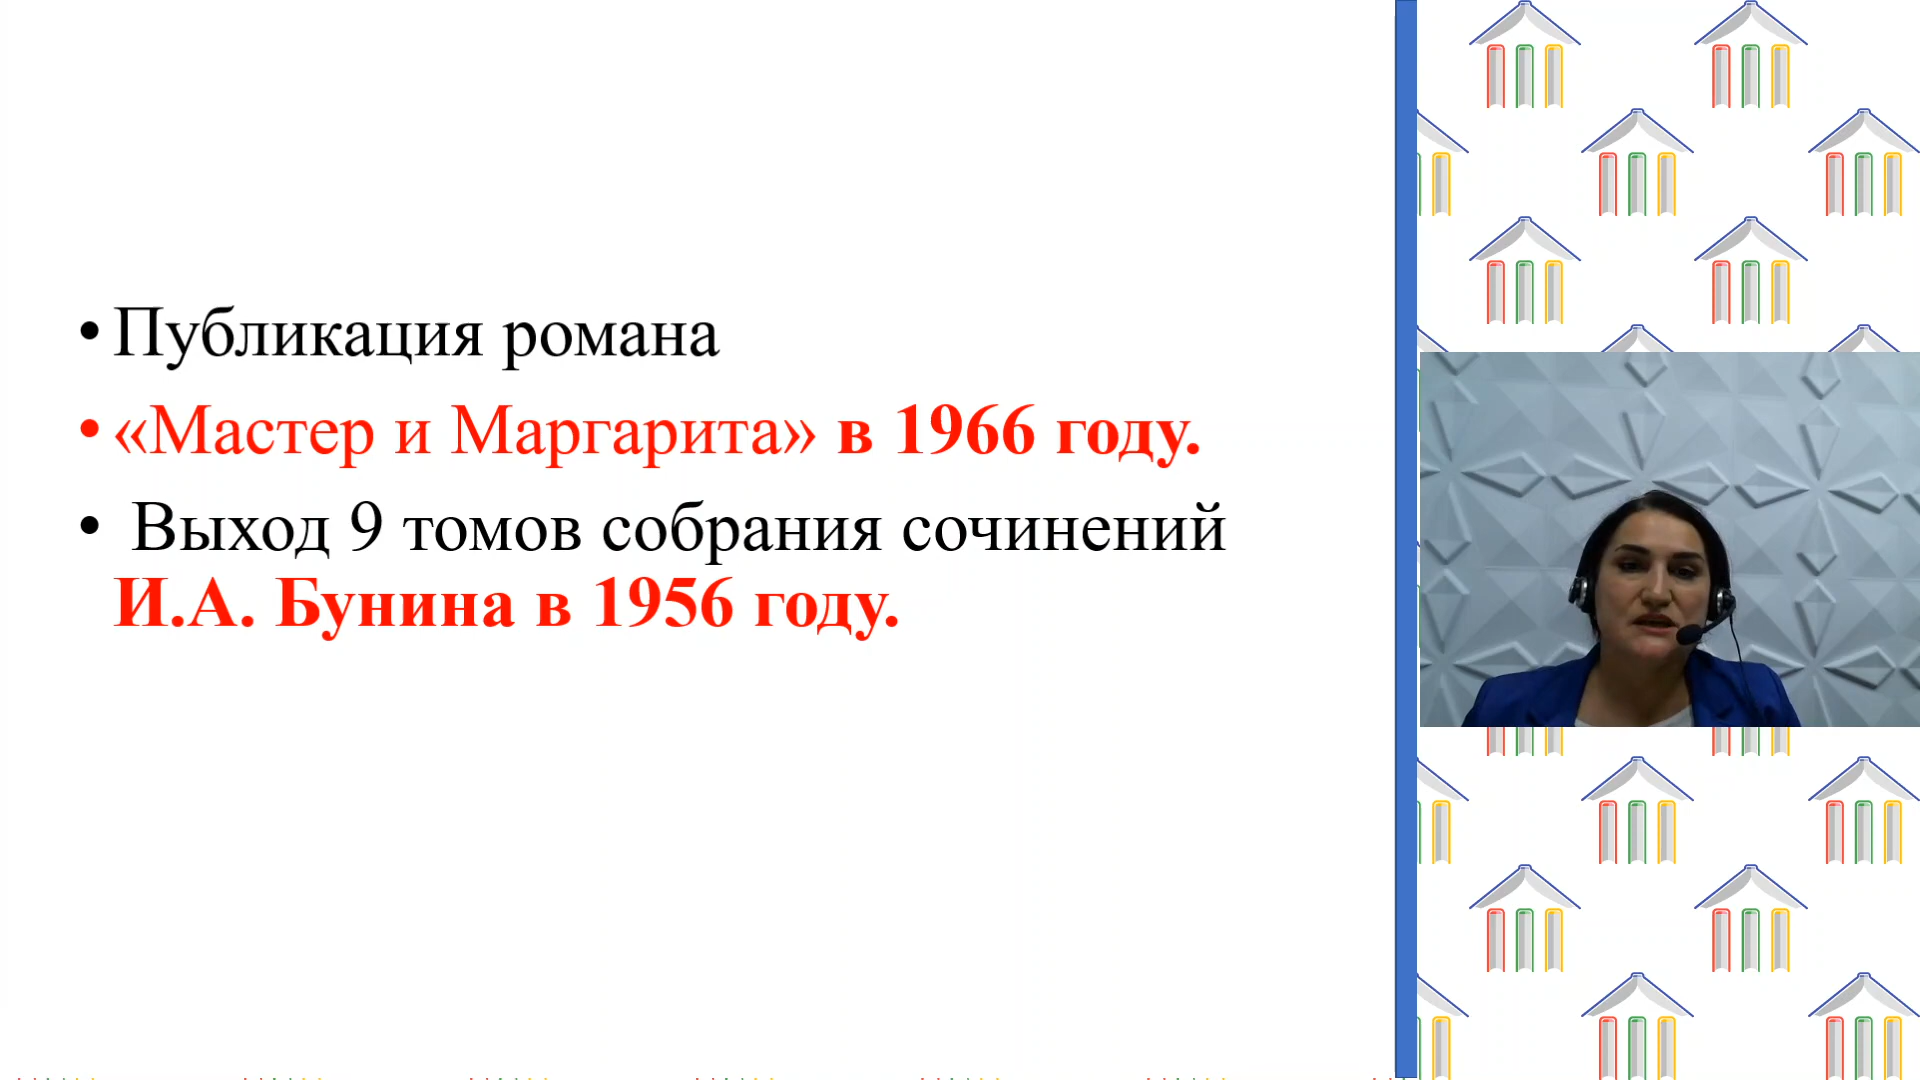 • Публикация романа
• «Мастер и Маргарита» в 1966 году.
• Выход 9 томов собрания сочинений
И.А. Бунина в 1956 году.